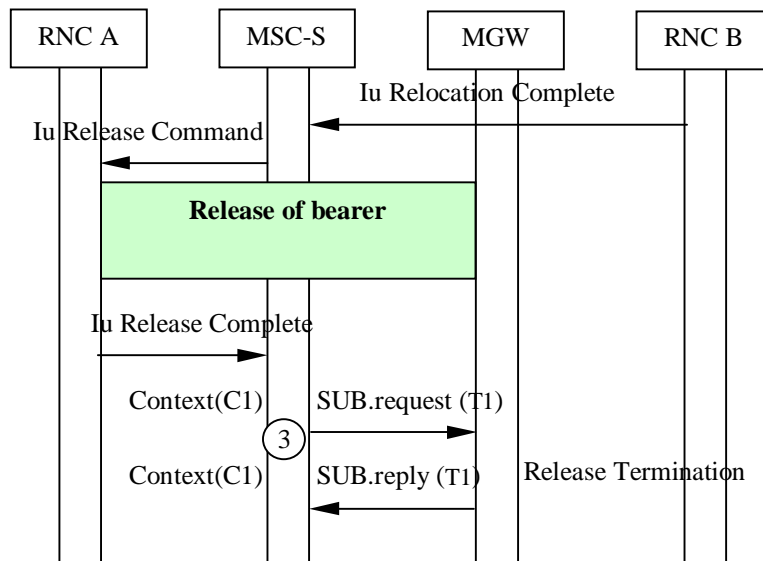 RNC A
MSC-S
MGW
RNC B
Iu Relocation Complete
Iu Release Command
Release of bearer
Iu Release Complete
Context(C1)
SUB.request (T1)
3
Context(C1)
SUB.reply (T1)
Release Termination